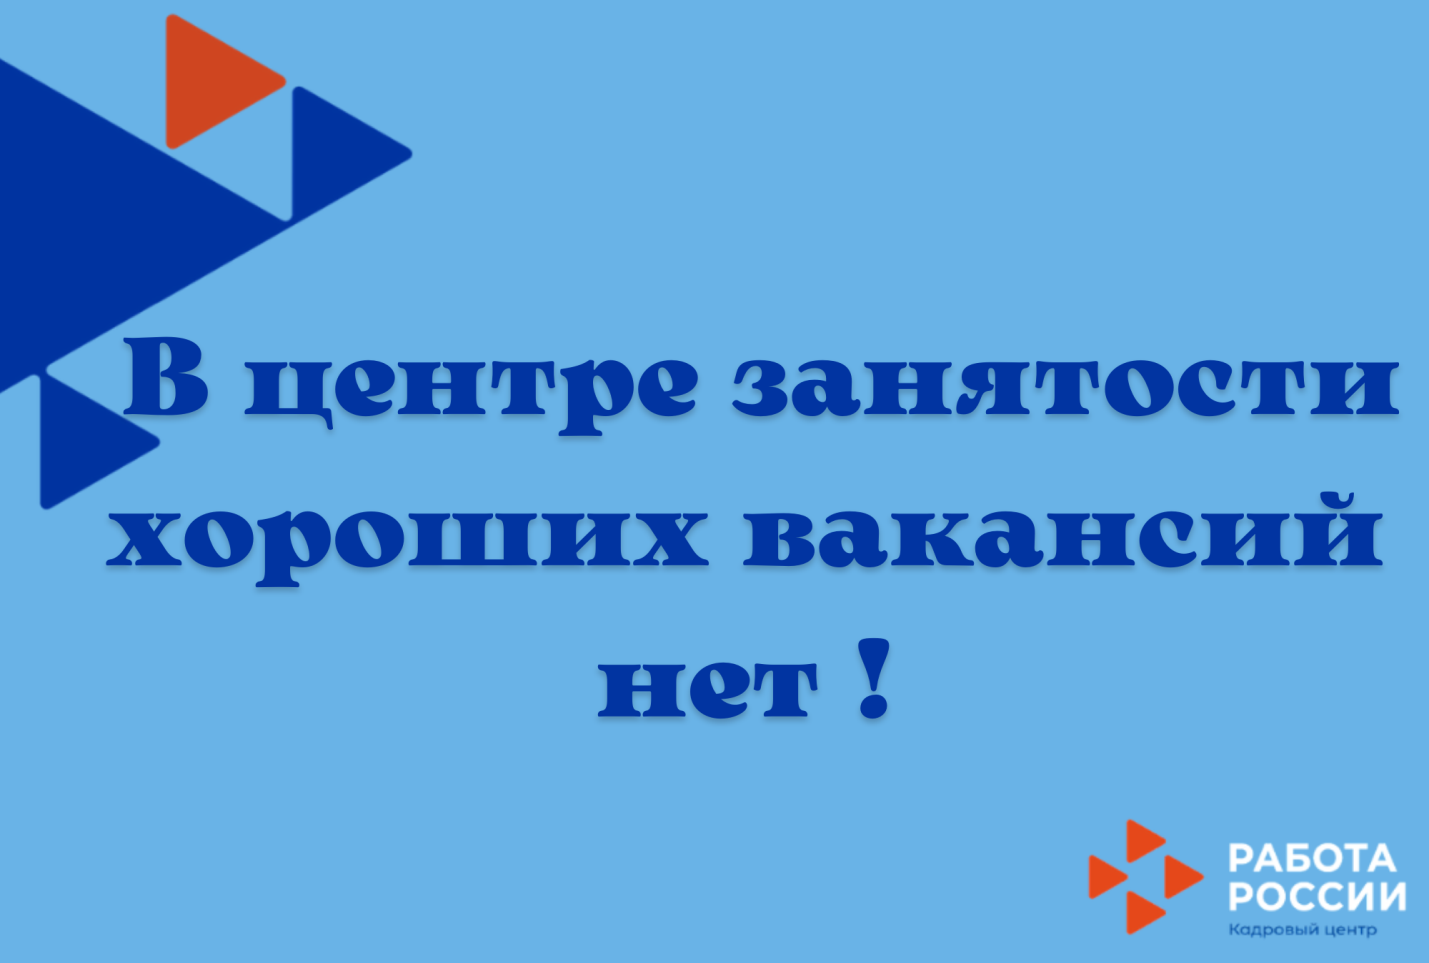 В центре занятости
хороших вакансий
нет !
РАБОТА
РОССИИ
Кадровый центр